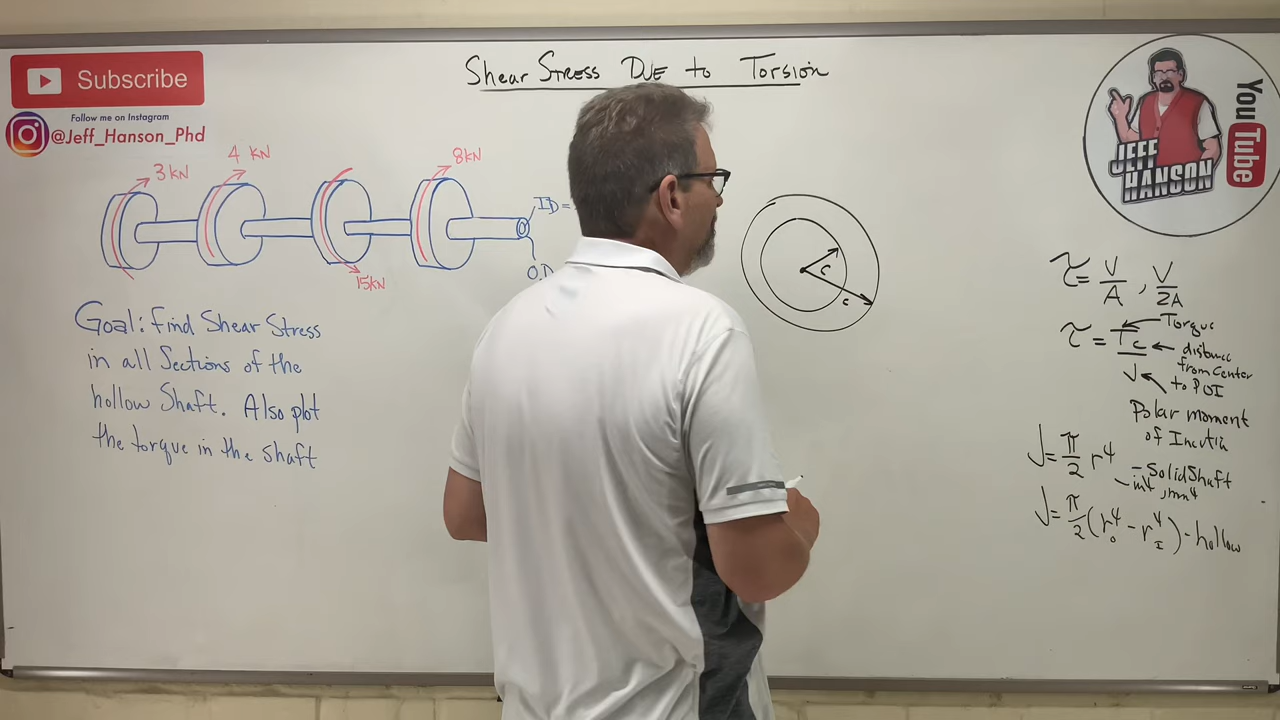 Shear Stress Due to Torsion
Subscribe
Follow me on Instagram
@Jeff_Hanson_Phd
3 kN
4 kN
8kN
15kN
ID=
O.D
Goal: find Shear Stress
in all Sections of the
hollow Shaft. Also plot
the torque in the shaft
c
c
JEFF
HANSON
YouTube
τ = V/A , V/2A
τ = Tc/J
Torque
distance
from Center
to POI
Polar moment
of Inertia
J = π/2 r⁴
- Solid Shaft
- in⁴, mm⁴
J = π/2 (r₀⁴ - r_I⁴) - hollow